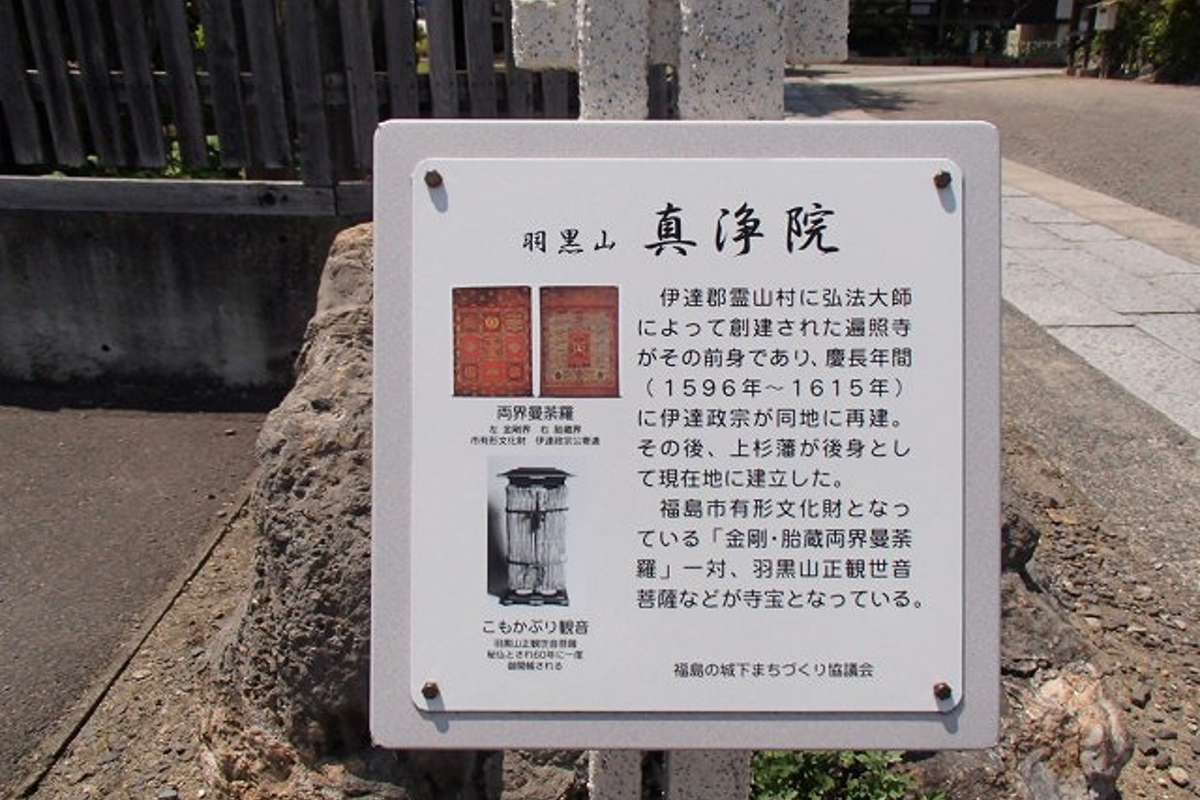 羽黒山 真浄院
伊達郡霊山村に弘法大師
によって創建された遍照寺
がその前身であり、慶長年間
(1596年~1615年)
に伊達政宗が同地に再建。
その後、上杉藩が後身とし
て現在地に建立した。
福島市有形文化財となっ
ている「金剛・胎蔵両界曼荼
羅」一対、羽黒山正観世音
菩薩などが寺宝となっている。
両界曼荼羅
左 金剛界 右 胎蔵界
市有形文化財 伊達政宗公寄進
こもかぶり観音
羽黒山正観世音菩薩
秘仏とされ60年に一度
御開帳される
福島の城下まちづくり協議会